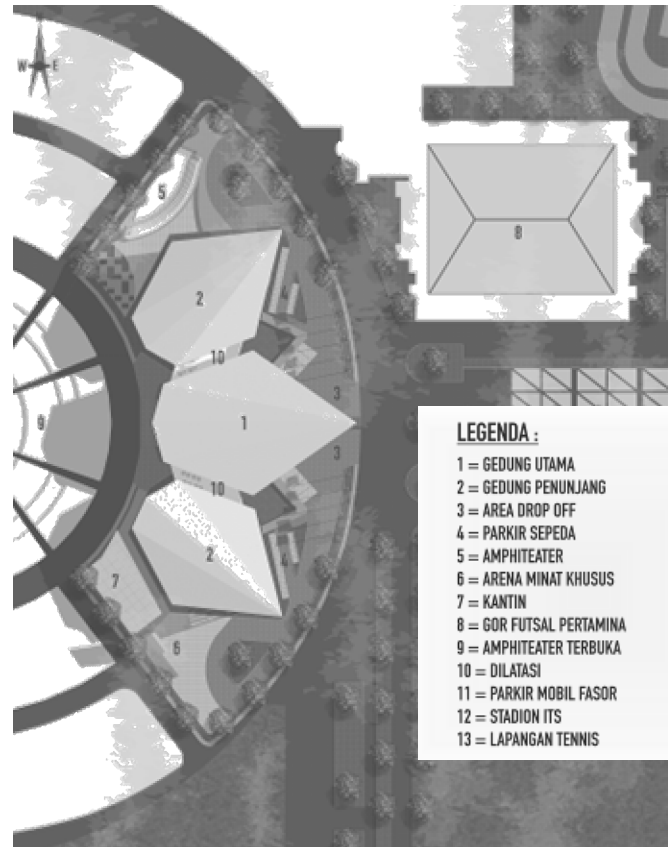 N
W
E
5
8
2
4
10
3
1
9
3
10
2
4
7
6
LEGENDA :
1 = GEDUNG UTAMA
2 = GEDUNG PENUNJANG
3 = AREA DROP OFF
4 = PARKIR SEPEDA
5 = AMPHITEATER
6 = ARENA MINAT KHUSUS
7 = KANTIN
8 = GOR FUTSAL PERTAMINA
9 = AMPHITEATER TERBUKA
10 = DILATASI
11 = PARKIR MOBIL FASOR
12 = STADION ITS
13 = LAPANGAN TENNIS